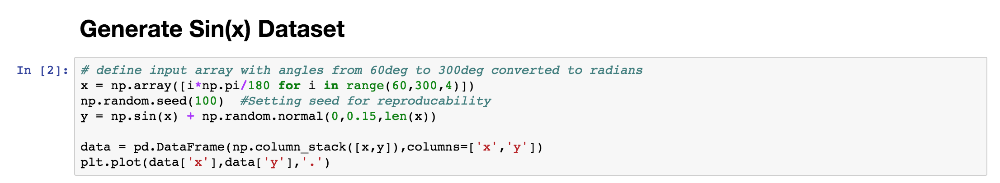 Generate Sin(x) Dataset
In [2]:
# define input array with angles from 60deg to 300deg converted to radians
x = np.array([i*np.pi/180 for i in range(60,300,4)])
np.random.seed(100)  #Setting seed for reproducability
y = np.sin(x) + np.random.normal(0,0.15,len(x))
data = pd.DataFrame(np.column_stack([x,y]),columns=['x','y'])
plt.plot(data['x'],data['y'],'.')